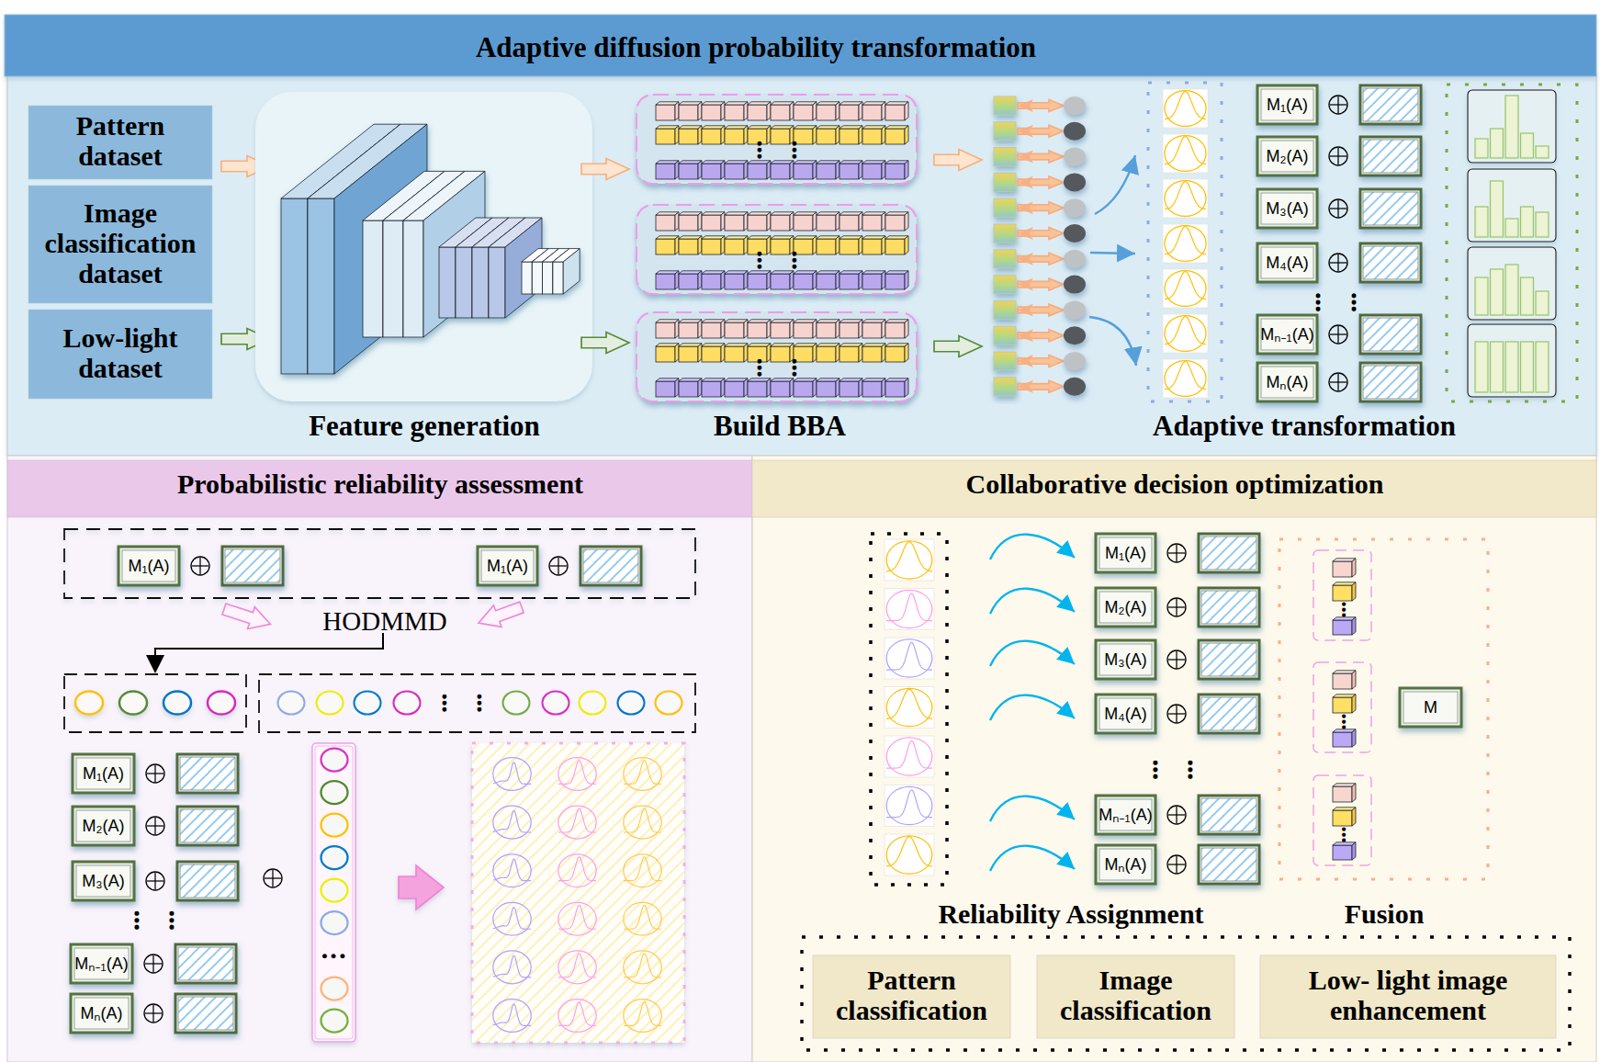 Adaptive diffusion probability transformation
Pattern
dataset
Image
classification
dataset
Low-light
dataset
M₁(A)
M₂(A)
M₃(A)
M₄(A)
Mₙ₋₁(A)
Mₙ(A)
Feature generation
Build BBA
Adaptive transformation
Probabilistic reliability assessment
M₁(A)
M₁(A)
HODMMD
M₁(A)
M₂(A)
M₃(A)
Mₙ₋₁(A)
Mₙ(A)
Collaborative decision optimization
M₁(A)
M₂(A)
M₃(A)
M₄(A)
Mₙ₋₁(A)
Mₙ(A)
M
Reliability Assignment
Fusion
Pattern
classification
Image
classification
Low- light image
enhancement